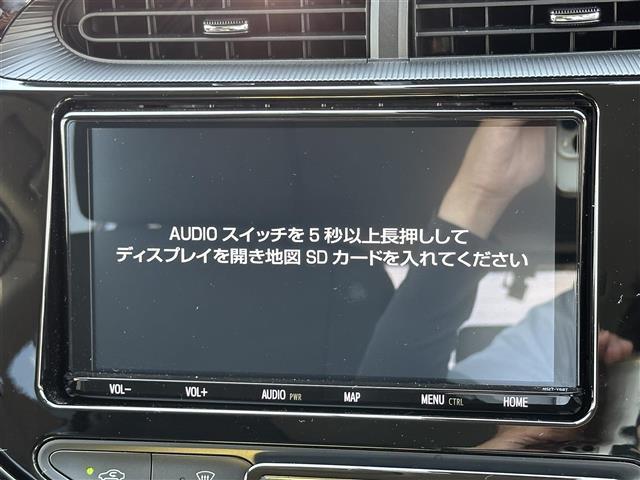 AUDIO スイッチを 5 秒以上長押しして
ディスプレイを開き地図 SD カードを入れてください
VOL- VOL+ AUDIO PWR MAP MENU CTRL HOME